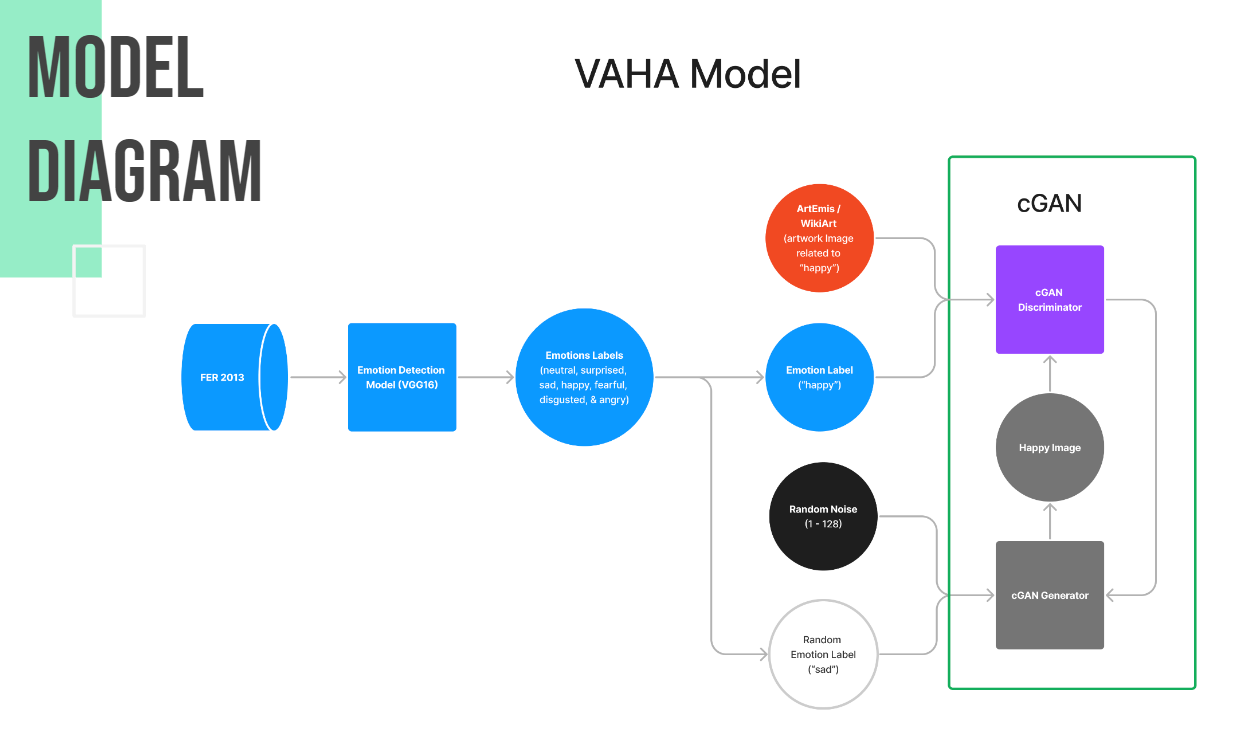 MODEL
DIAGRAM
VAHA Model
cGAN
ArtEmis /
WikiArt
(artwork Image
related to
“happy”)
cGAN
Discriminator
FER 2013
Emotion Detection
Model (VGG16)
Emotions Labels
(neutral, surprised,
sad, happy, fearful,
disgusted, & angry)
Emotion Label
(“happy”)
Happy Image
Random Noise
(1 - 128)
cGAN Generator
Random
Emotion Label
(“sad”)